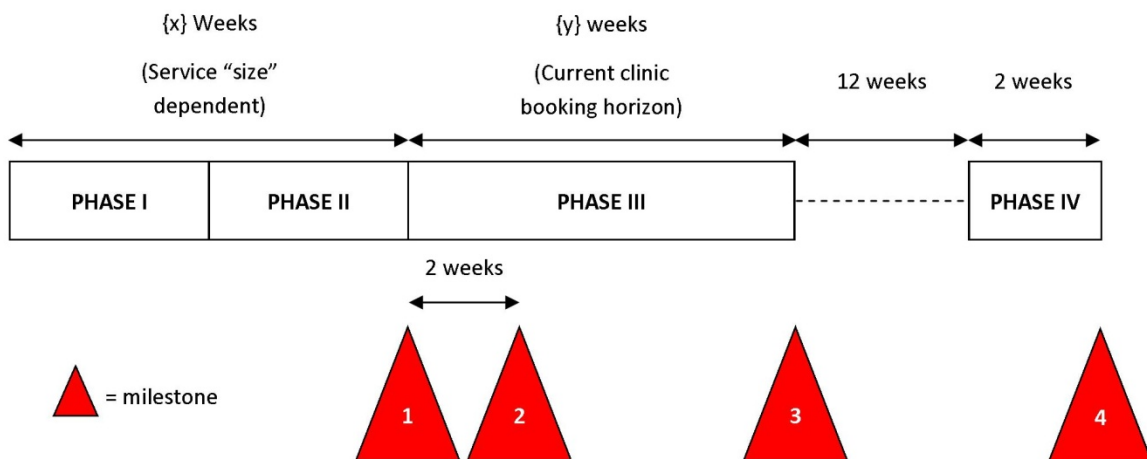 {x} Weeks
(Service “size”
dependent)
{y} weeks
(Current clinic
booking horizon)
12 weeks
2 weeks
PHASE I
PHASE II
PHASE III
PHASE IV
2 weeks
= milestone
1
2
3
4